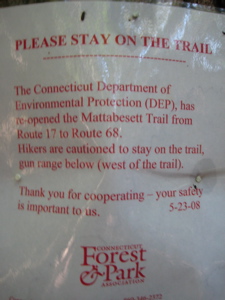 PLEASE STAY ON THE TRAIL
The Connecticut Department of
Environmental Protection (DEP), has
re-opened the Mattabesett Trail from
Route 17 to Route 68.
Hikers are cautioned to stay on the trail,
gun range below (west of the trail).
Thank you for cooperating – your safety
is important to us. 5-23-08
CONNECTICUT
Forest
& Park
ASSOCIATION